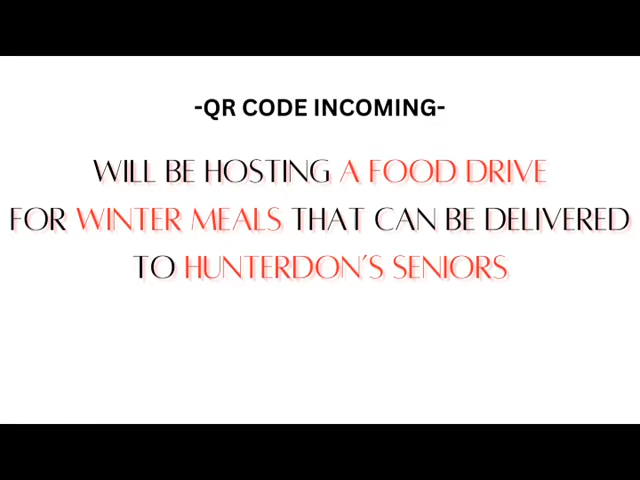 -QR CODE INCOMING-
WILL BE HOSTING A FOOD DRIVE
FOR WINTER MEALS THAT CAN BE DELIVERED
TO HUNTERDON'S SENIORS